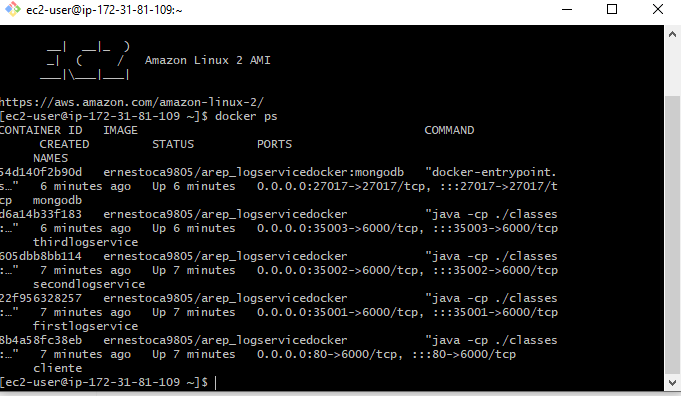 ec2-user@ip-172-31-81-109:~
__|  __|_  )
_|  (     /   Amazon Linux 2 AMI
___|\___|___|
https://aws.amazon.com/amazon-linux-2/
[ec2-user@ip-172-31-81-109 ~]$ docker ps
CONTAINER ID   IMAGE                                         COMMAND
      CREATED         STATUS         PORTS
     NAMES
54d140f2b90d   ernestoca9805/arep_logservicedocker:mongodb   "docker-entrypoint.
s…"   6 minutes ago   Up 6 minutes   0.0.0.0:27017->27017/tcp, :::27017->27017/t
cp   mongodb
d6a14b33f183   ernestoca9805/arep_logservicedocker           "java -cp ./classes
:…"   6 minutes ago   Up 6 minutes   0.0.0.0:35003->6000/tcp, :::35003->6000/tcp
     thirdlogservice
605dbb8bb114   ernestoca9805/arep_logservicedocker           "java -cp ./classes
:…"   7 minutes ago   Up 7 minutes   0.0.0.0:35002->6000/tcp, :::35002->6000/tcp
     secondlogservice
22f956328257   ernestoca9805/arep_logservicedocker           "java -cp ./classes
:…"   7 minutes ago   Up 7 minutes   0.0.0.0:35001->6000/tcp, :::35001->6000/tcp
     firstlogservice
8b4a58fc38eb   ernestoca9805/arep_logservicedocker           "java -cp ./classes
:…"   7 minutes ago   Up 7 minutes   0.0.0.0:80->6000/tcp, :::80->6000/tcp
     cliente
[ec2-user@ip-172-31-81-109 ~]$